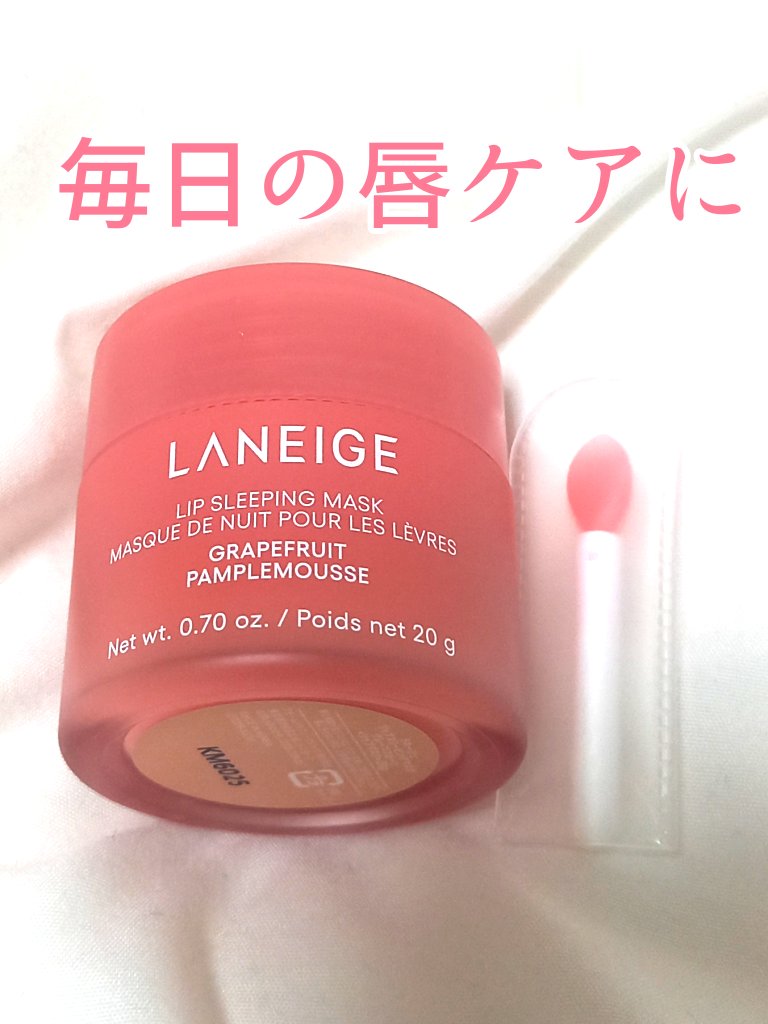 毎日の唇ケアに
LANEIGE
LIP SLEEPING MASK
MASQUE DE NUIT POUR LES LÈVRES
GRAPEFRUIT
PAMPLEMOUSSE
Net wt. 0.70 oz. / Poids net 20 g
KM6025